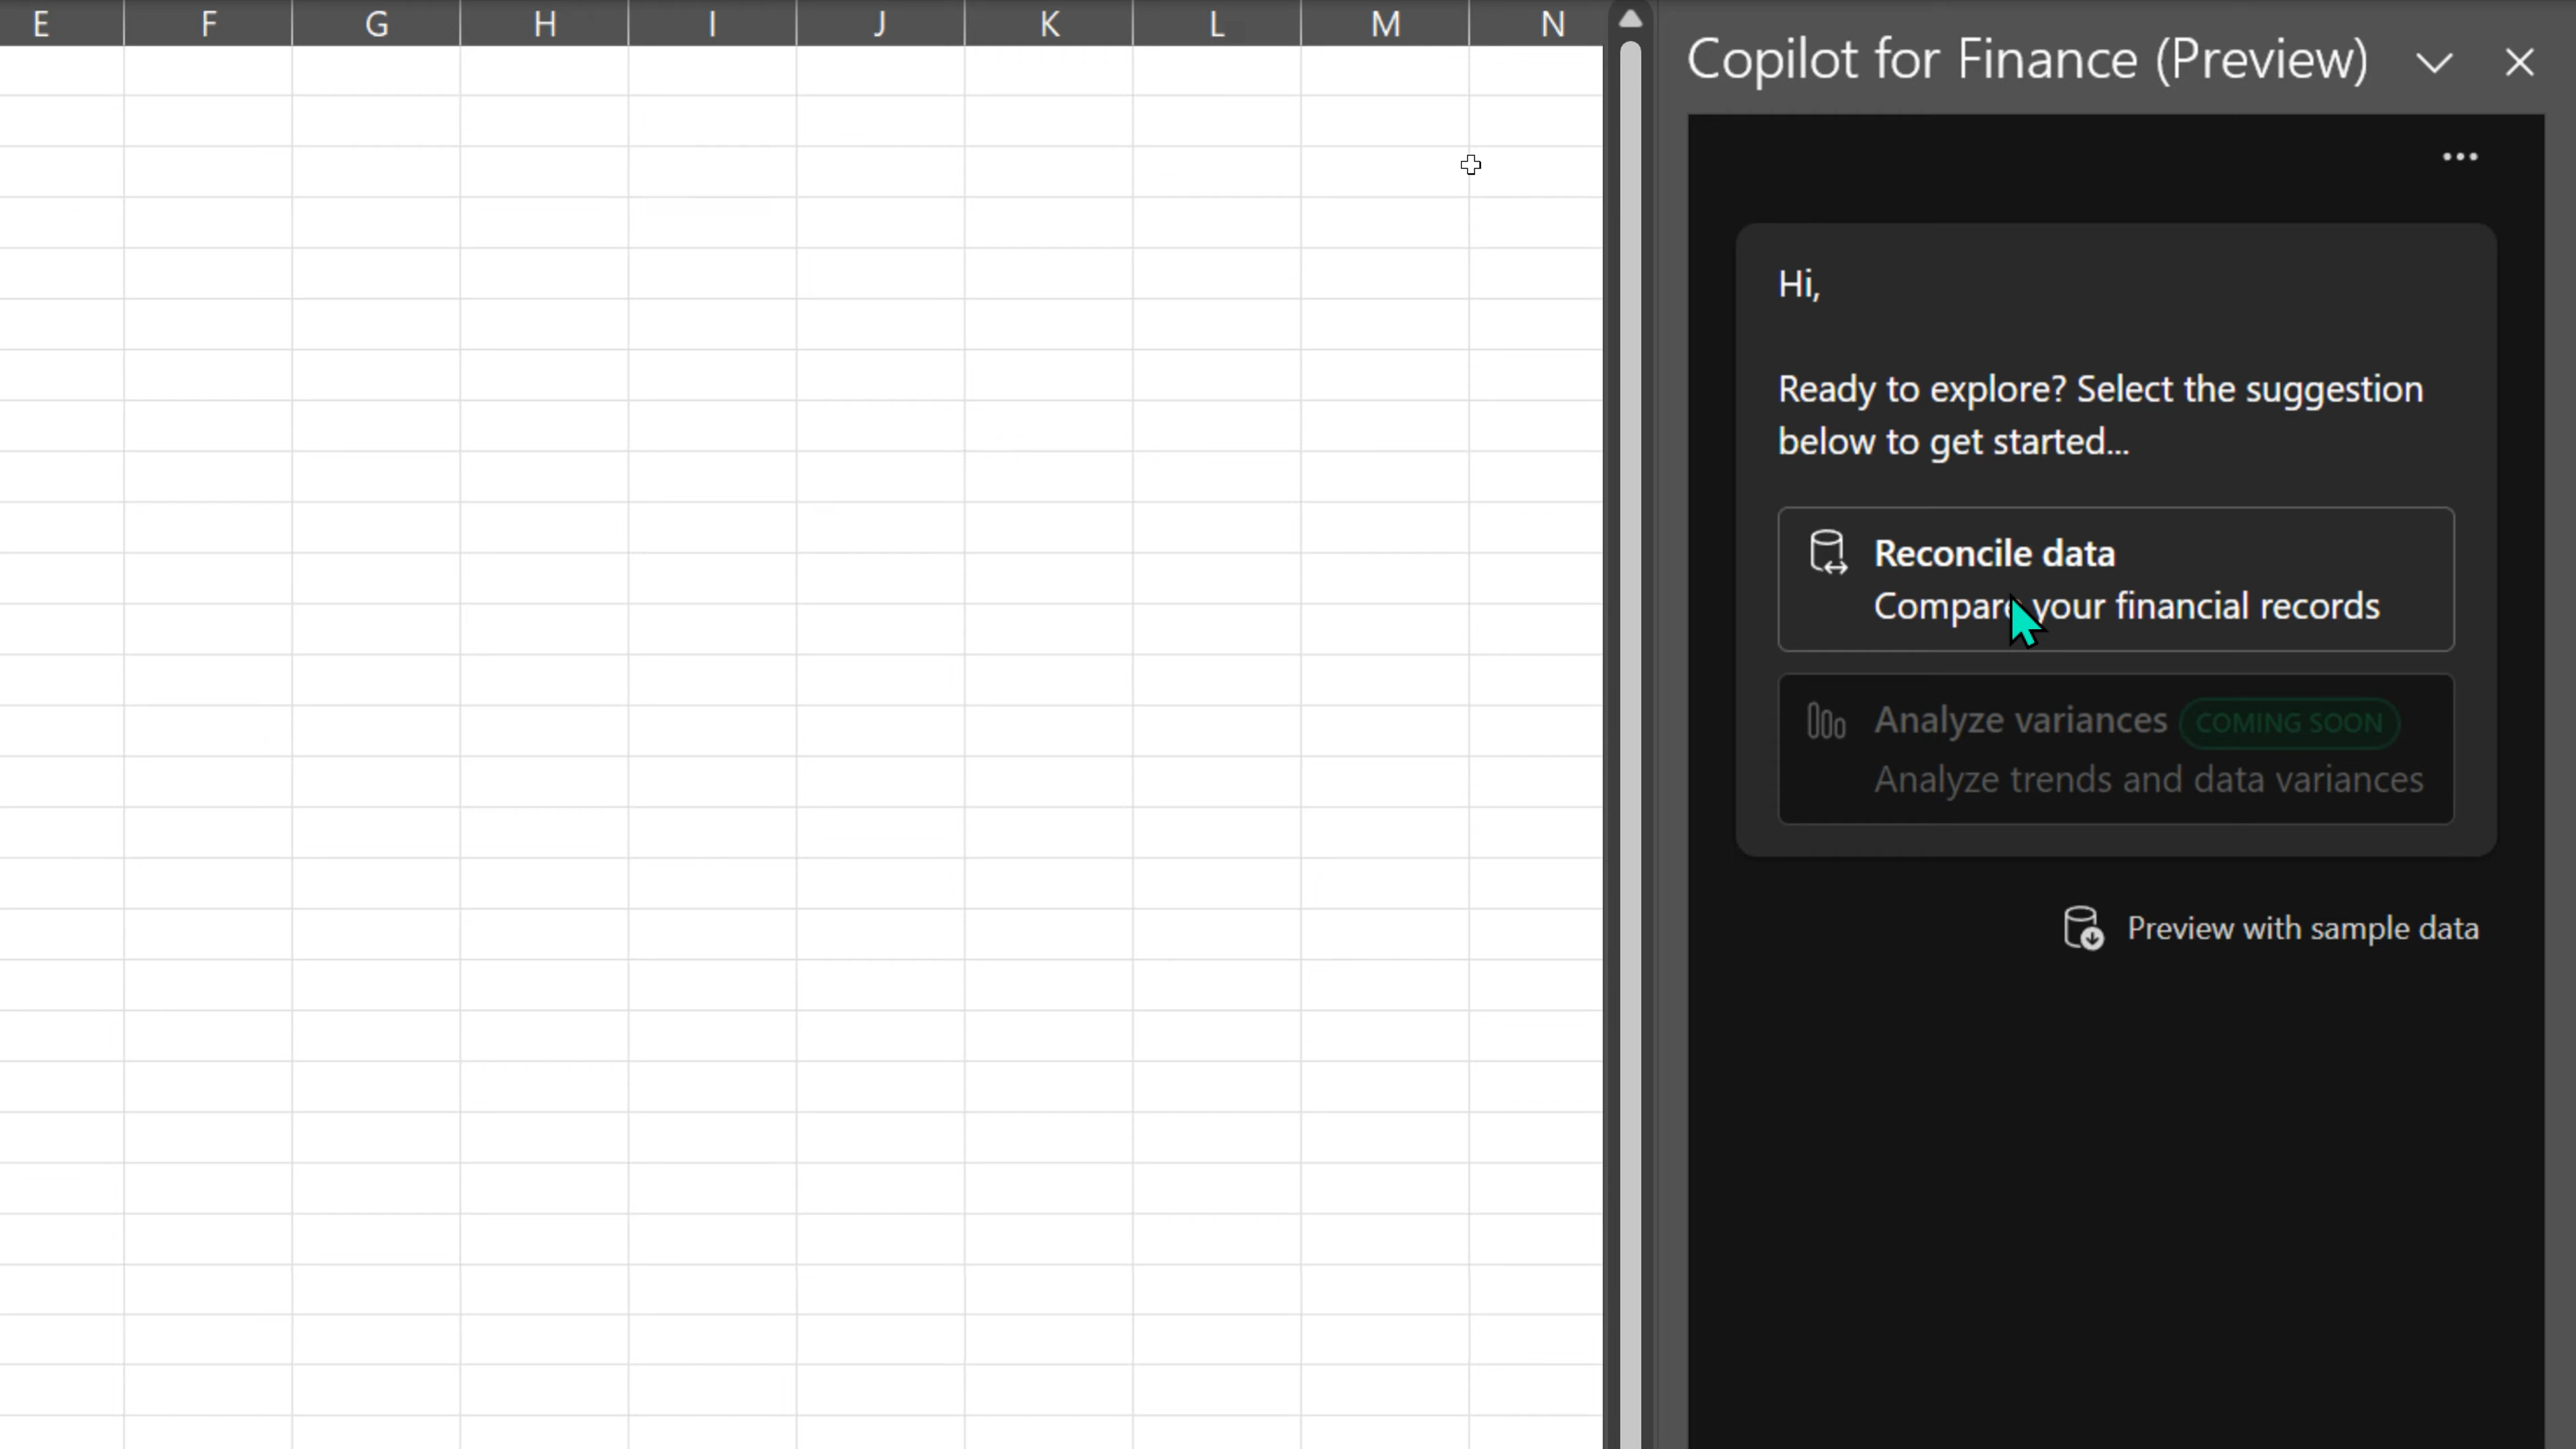 E F G H I J K L M N
Copilot for Finance (Preview)
Hi,
Ready to explore? Select the suggestion
below to get started...
Reconcile data
Compare your financial records
Analyze variances COMING SOON
Analyze trends and data variances
Preview with sample data